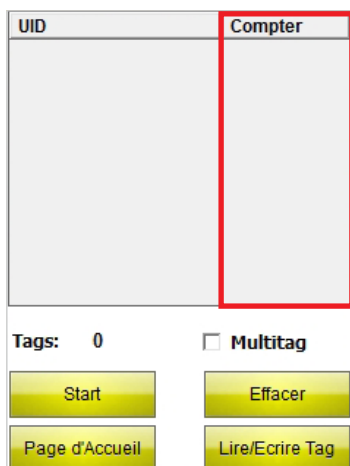 UID Compter
Tags: 0 Multitag
Start Effacer
Page d'Accueil Lire/Ecrire Tag